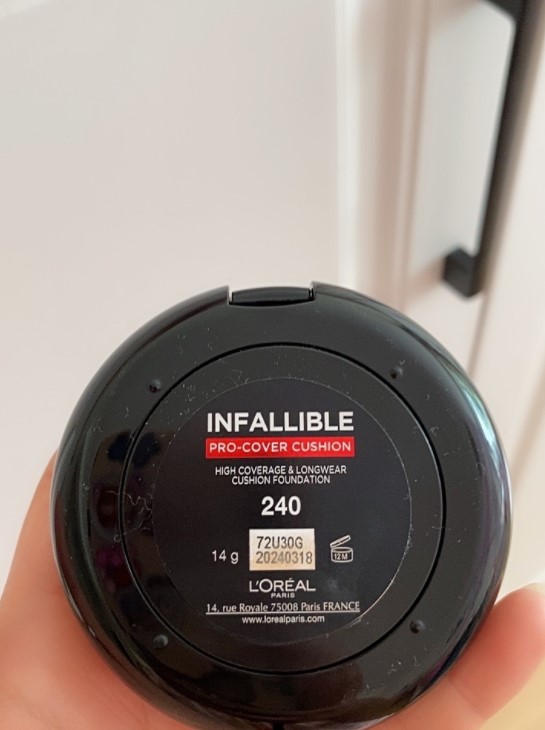 INFALLIBLE
PRO-COVER CUSHION
HIGH COVERAGE & LONGWEAR
CUSHION FOUNDATION
240
14 g
72U30G
20240318
12M
L'ORÉAL
PARIS
14, rue Royale 75008 Paris FRANCE
www.lorealparis.com